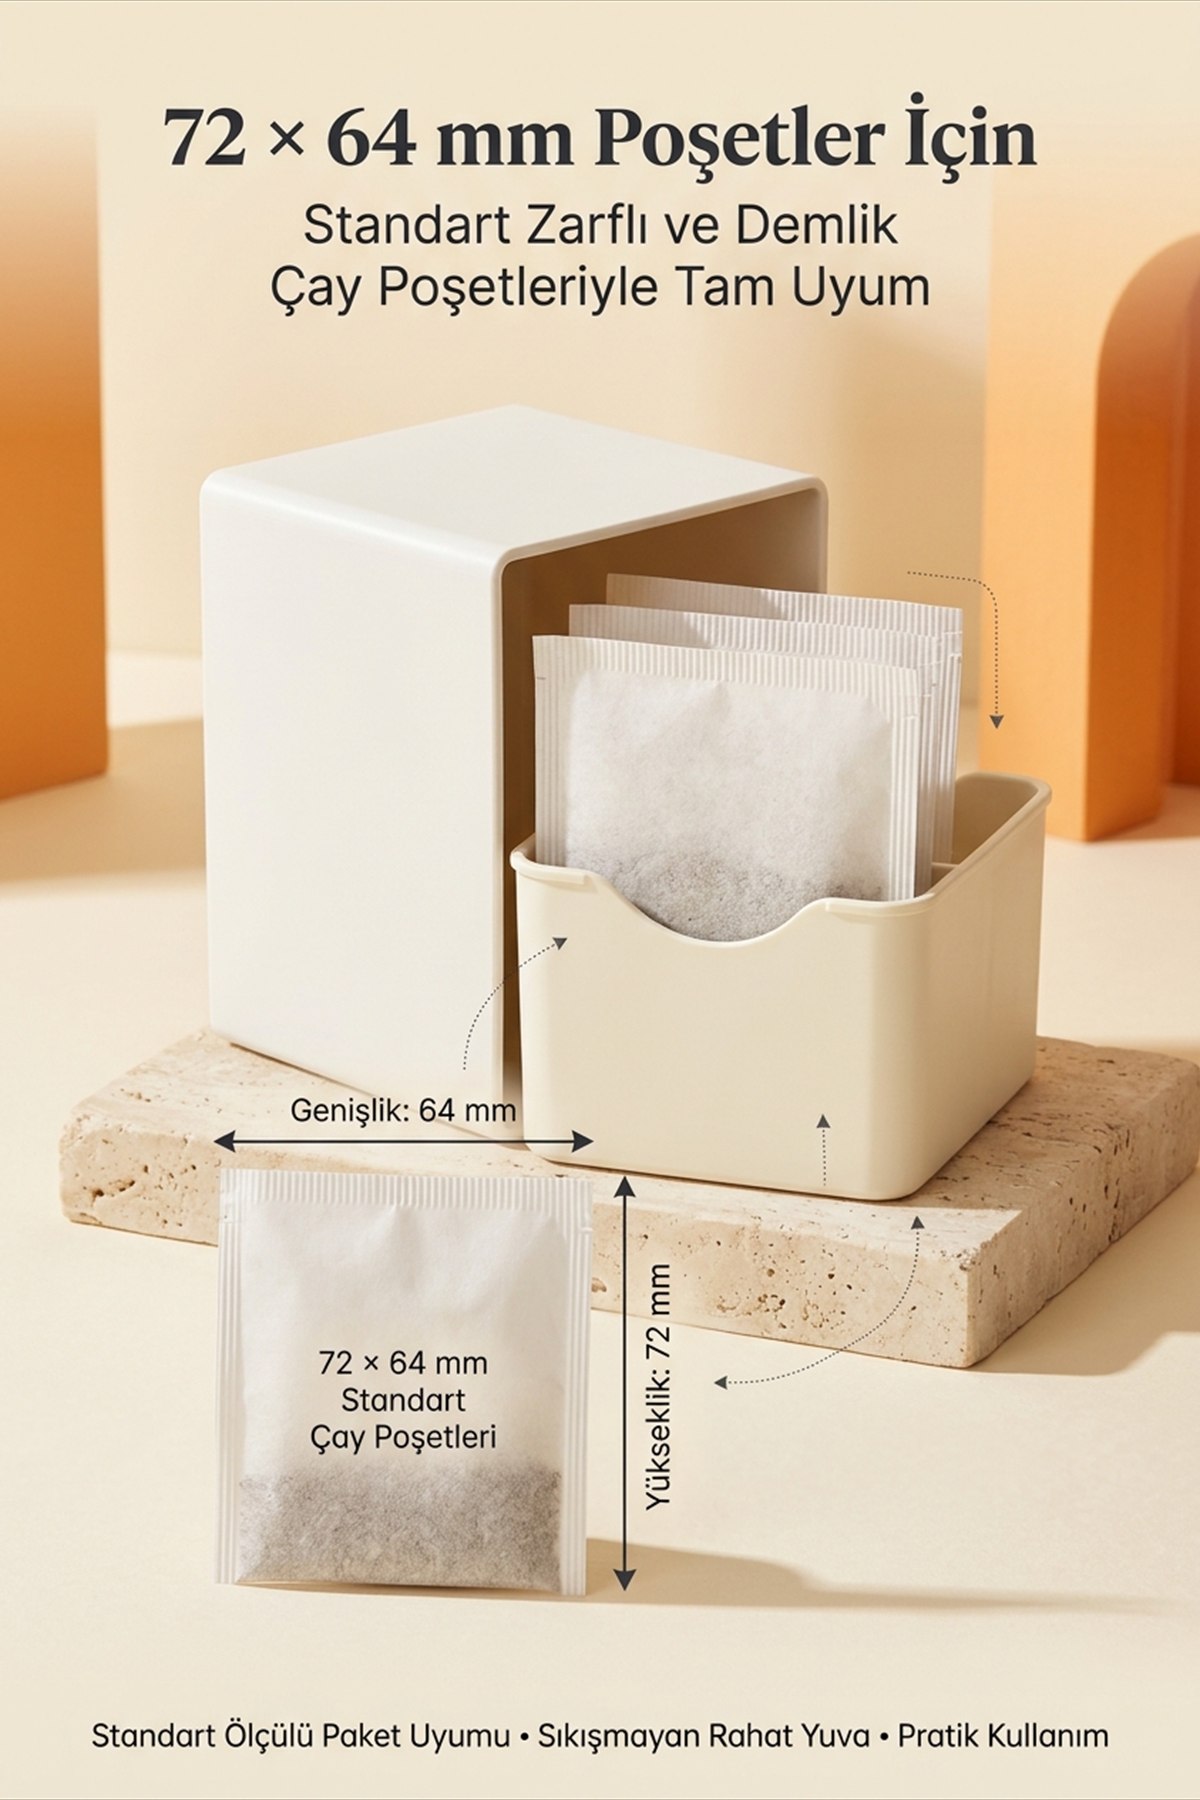 72 × 64 mm Poşetler İçin
Standart Zarflı ve Demlik
Çay Poşetleriyle Tam Uyum
Genişlik: 64 mm
Yükseklik: 72 mm
72 × 64 mm
Standart
Çay Poşetleri
Standart Ölçülü Paket Uyumu • Sıkışmayan Rahat Yuva • Pratik Kullanım